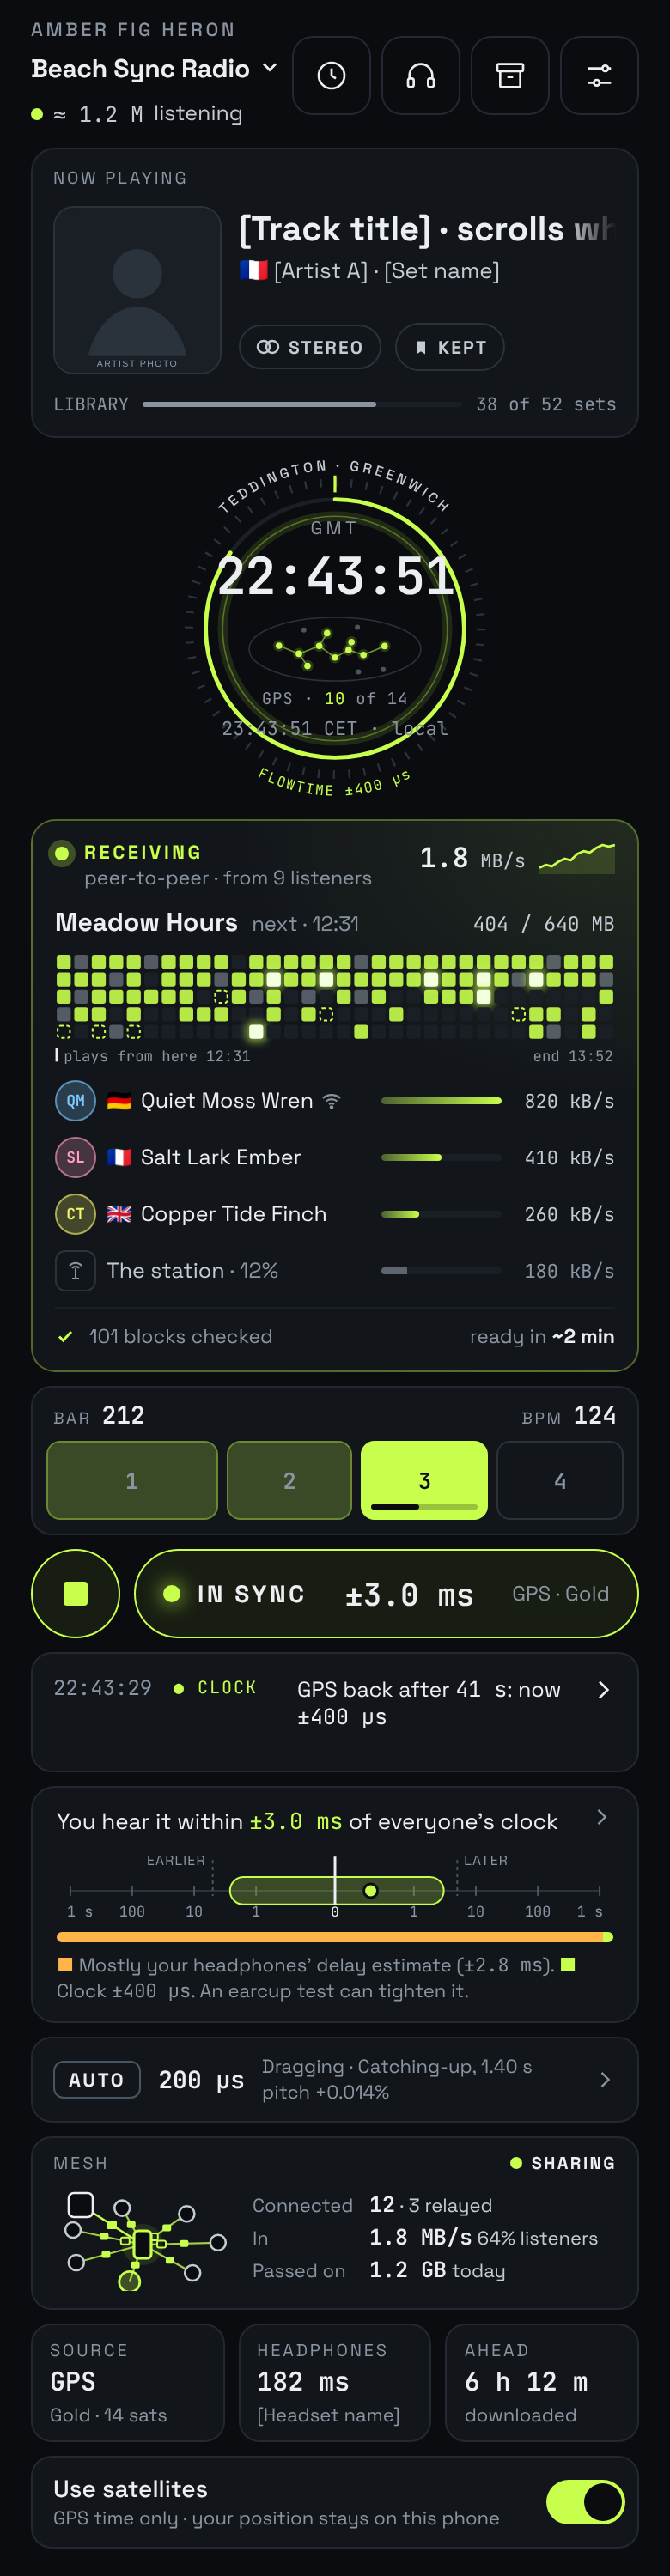 AMBER FIG HERON
Beach Sync Radio
≈ 1.2 M listening
NOW PLAYING
[Track title] · scrolls wh
[Artist A] · [Set name]
STEREO
KEPT
ARTIST PHOTO
LIBRARY 38 of 52 sets
TEDDINGTON · GREENWICH
GMT
22:43:51
GPS · 10 of 14
23:43:51 CET · local
FLOWTIME ±400 µs
RECEIVING
1.8 MB/s
peer-to-peer · from 9 listeners
Meadow Hours next · 12:31 404 / 640 MB
plays from here 12:31 end 13:52
QM Quiet Moss Wren 820 kB/s
SL Salt Lark Ember 410 kB/s
CT Copper Tide Finch 260 kB/s
The station · 12% 180 kB/s
101 blocks checked ready in ~2 min
BAR 212 BPM 124
1 2 3 4
IN SYNC ±3.0 ms GPS · Gold
22:43:29 CLOCK GPS back after 41 s: now
±400 µs
You hear it within ±3.0 ms of everyone's clock
EARLIER LATER
1 s 100 10 1 0 1 10 100 1 s
Mostly your headphones' delay estimate (±2.8 ms).
Clock ±400 µs. An earcup test can tighten it.
AUTO 200 µs Dragging · Catching-up, 1.40 s
pitch +0.014%
MESH SHARING
Connected 12 · 3 relayed
In 1.8 MB/s 64% listeners
Passed on 1.2 GB today
SOURCE
GPS
Gold · 14 sats
HEADPHONES
182 ms
[Headset name]
AHEAD
6 h 12 m
downloaded
Use satellites
GPS time only · your position stays on this phone